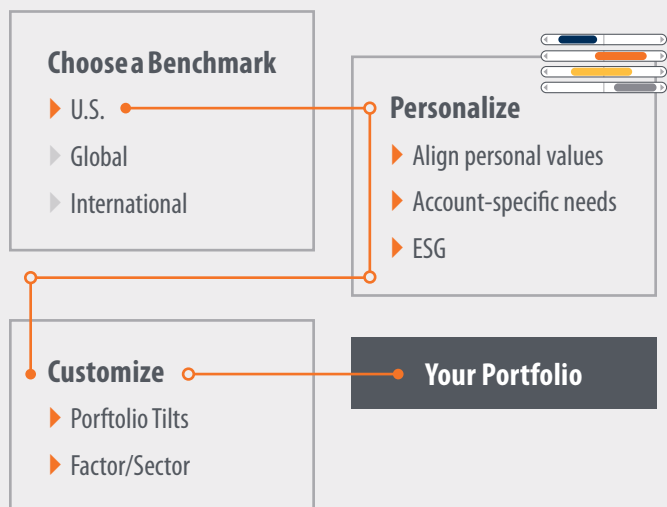 Choose a Benchmark
U.S.
Global
International
Personalize
Align personal values
Account-specific needs
ESG
Customize
Porftolio Tilts
Factor/Sector
Your Portfolio